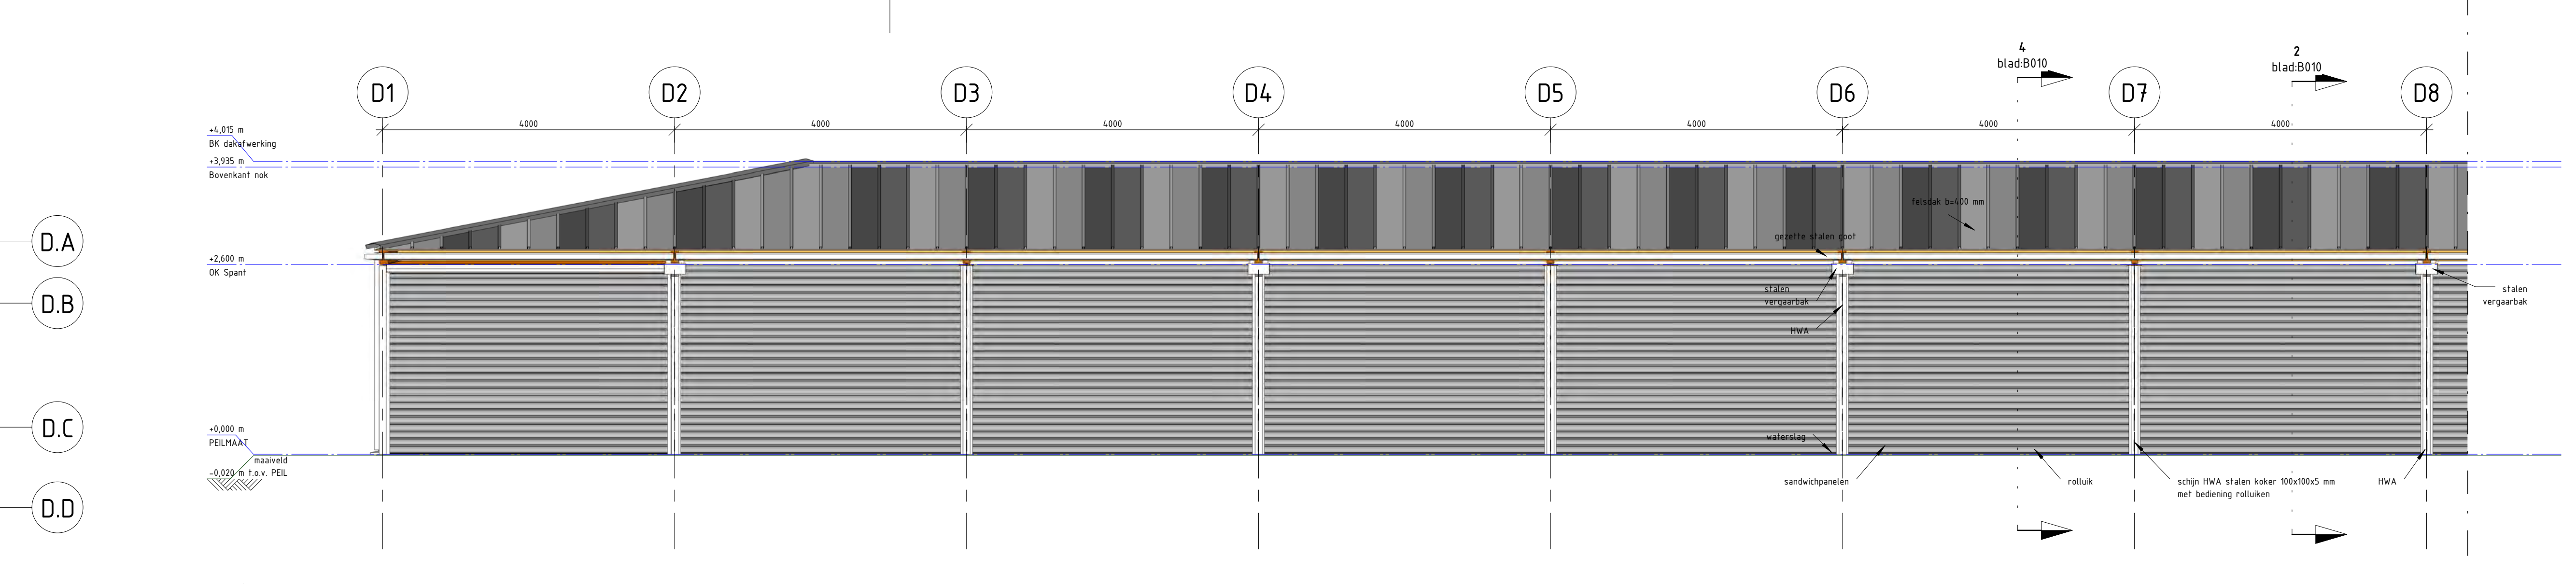 4
blad:B010
2
blad:B010
D1
D2
D3
D4
D5
D6
D7
D8
4000
4000
4000
4000
4000
4000
4000
+4,015 m
BK dakafwerking
+3,935 m
Bovenkant nok
felsdak b=400 mm
D.A
gezette stalen goot
+2,600 m
OK Spant
stalen
vergaarbak
stalen
vergaarbak
D.B
HWA
D.C
+0,000 m
PEILMAAT
waterslag
maaiveld
-0,020 m t.o.v. PEIL
sandwichpanelen
rolluik
schijn HWA stalen koker 100x100x5 mm
met bediening rolluiken
HWA
D.D